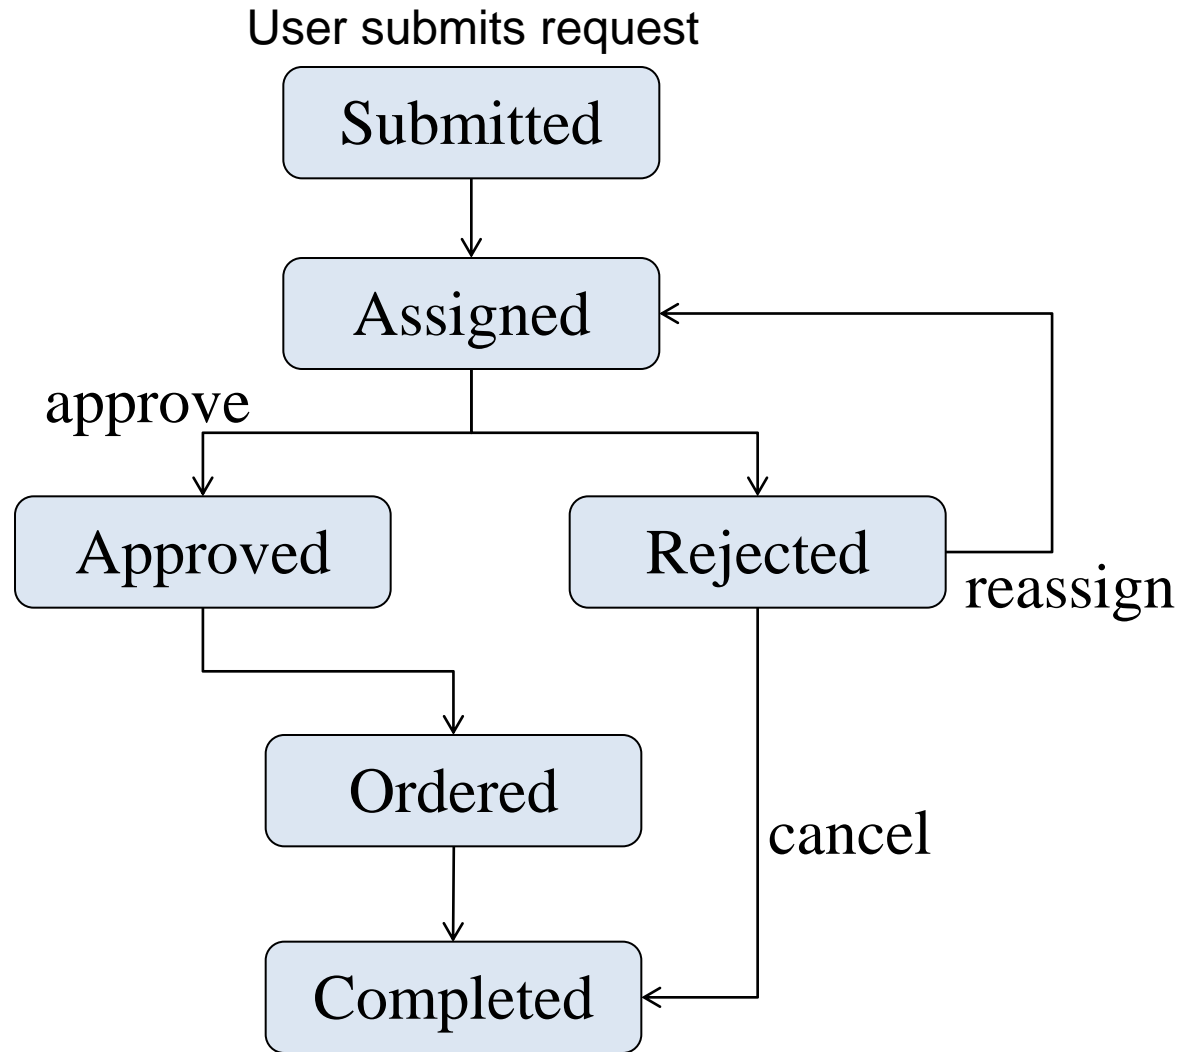 User submits request
Submitted
Assigned
approve
Approved
Rejected
reassign
Ordered
cancel
Completed